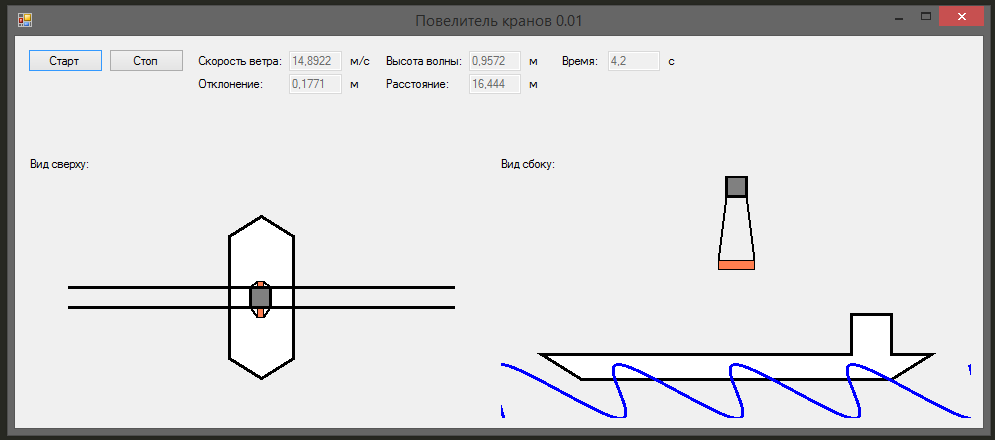 Повелитель кранов 0.01
Старт Стоп Скорость ветра: 14,8922 м/с Высота волны: 0,9572 м Время: 4,2 с
Отклонение: 0,1771 м Расстояние: 16,444 м
Вид сверху: Вид сбоку: